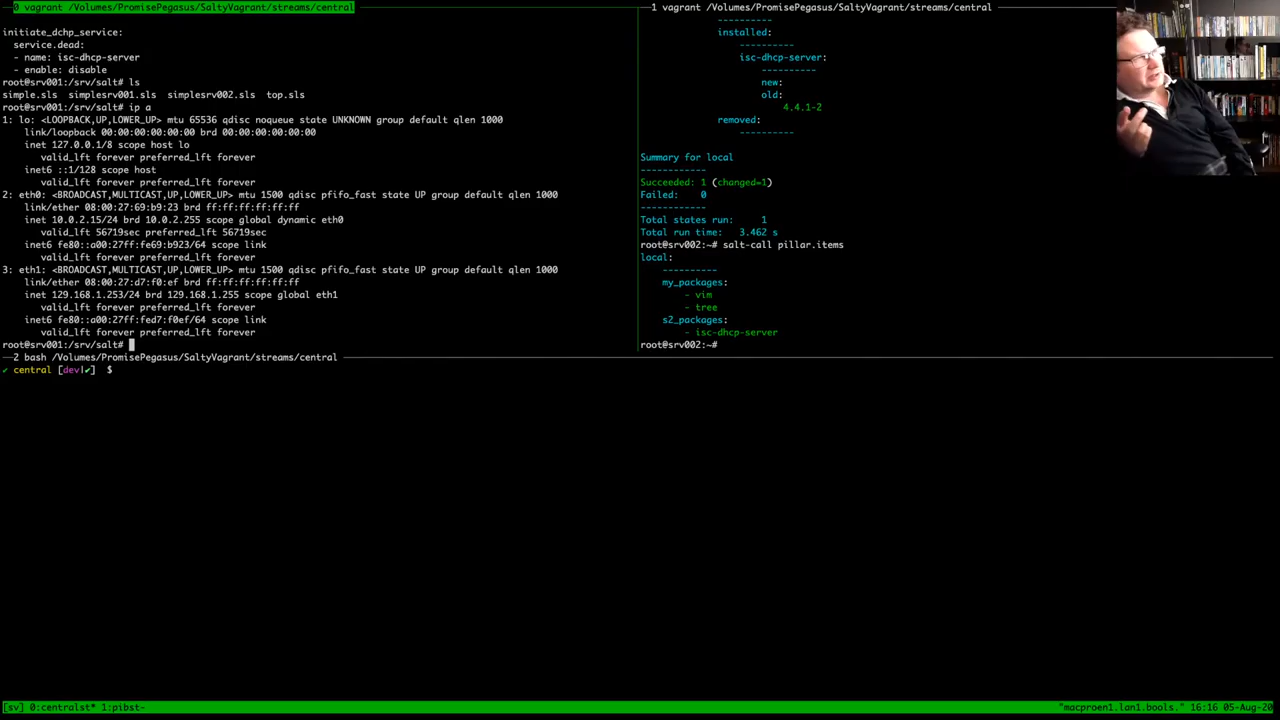 0 vagrant /Volumes/PromisePegasus/SaltyVagrant/streams/central
initiate_dchp_service:
  service.dead:
  - name: isc-dhcp-server
  - enable: disable
root@srv001:/srv/salt# ls
simple.sls  simplesrv001.sls  simplesrv002.sls  top.sls
root@srv001:/srv/salt# ip a
1: lo: <LOOPBACK,UP,LOWER_UP> mtu 65536 qdisc noqueue state UNKNOWN group default qlen 1000
    link/loopback 00:00:00:00:00:00 brd 00:00:00:00:00:00
    inet 127.0.0.1/8 scope host lo
       valid_lft forever preferred_lft forever
    inet6 ::1/128 scope host
       valid_lft forever preferred_lft forever
2: eth0: <BROADCAST,MULTICAST,UP,LOWER_UP> mtu 1500 qdisc pfifo_fast state UP group default qlen 1000
    link/ether 08:00:27:69:b9:23 brd ff:ff:ff:ff:ff:ff
    inet 10.0.2.15/24 brd 10.0.2.255 scope global dynamic eth0
       valid_lft 56719sec preferred_lft 56719sec
    inet6 fe80::a00:27ff:fe69:b923/64 scope link
       valid_lft forever preferred_lft forever
3: eth1: <BROADCAST,MULTICAST,UP,LOWER_UP> mtu 1500 qdisc pfifo_fast state UP group default qlen 1000
    link/ether 08:00:27:d7:f0:ef brd ff:ff:ff:ff:ff:ff
    inet 129.168.1.253/24 brd 129.168.1.255 scope global eth1
       valid_lft forever preferred_lft forever
    inet6 fe80::a00:27ff:fed7:f0ef/64 scope link
       valid_lft forever preferred_lft forever
root@srv001:/srv/salt#
1 vagrant /Volumes/PromisePegasus/SaltyVagrant/streams/central
----------
installed:
----------
isc-dhcp-server:
----------
new:
old:
4.4.1-2
removed:
----------
Summary for local
------------
Succeeded: 1 (changed=1)
Failed:    0
------------
Total states run:     1
Total run time:   3.462 s
root@srv002:~# salt-call pillar.items
local:
    ----------
    my_packages:
        - vim
        - tree
    s2_packages:
        - isc-dhcp-server
root@srv002:~#
2 bash /Volumes/PromisePegasus/SaltyVagrant/streams/central
✔ central [dev|✔]  $
[sv] 0:centralst* 1:pibst-
"macproen1.lan1.bools." 16:16 05-Aug-20